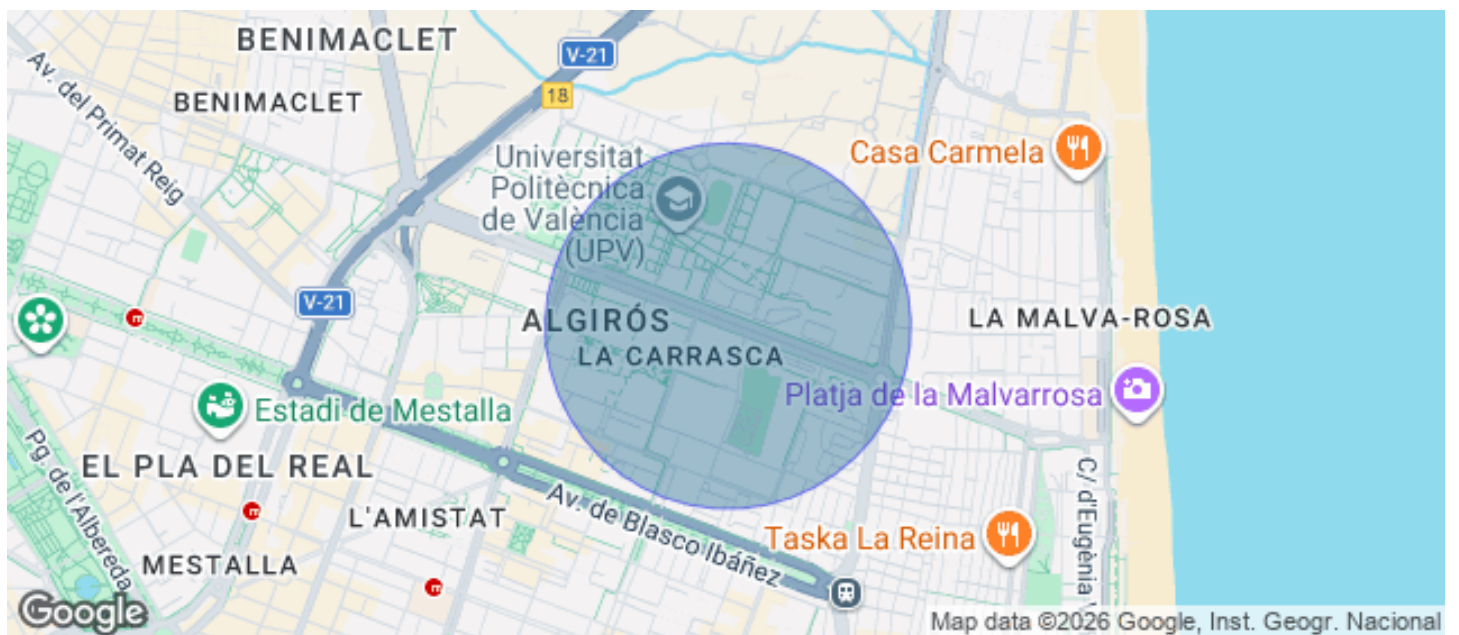 BENIMACLET
V-21
Av. del Primat Reig
BENIMACLET
18
Universitat
Politècnica
de València
(UPV)
Casa Carmela
V-21
ALGIRÓS
LA CARRASCA
LA MALVA-ROSA
Platja de la Malvarrosa
Estadi de Mestalla
EL PLA DEL REAL
Pg. de l'Albereda
L'AMISTAT
Av. de Blasco Ibáñez
Taska La Reina
C/ d'Eugènia V
MESTALLA
Google
Map data ©2026 Google, Inst. Geogr. Nacional